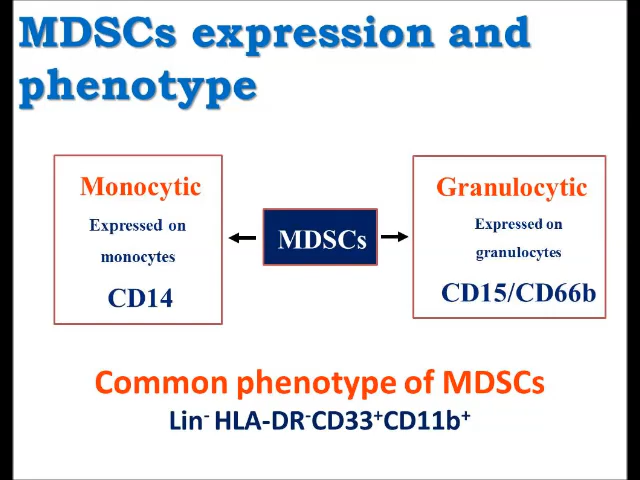 MDSCs expression and
phenotype
Monocytic
Expressed on
monocytes
CD14
MDSCs
Granulocytic
Expressed on
granulocytes
CD15/CD66b
Common phenotype of MDSCs
Lin⁻ HLA-DR⁻CD33⁺CD11b⁺